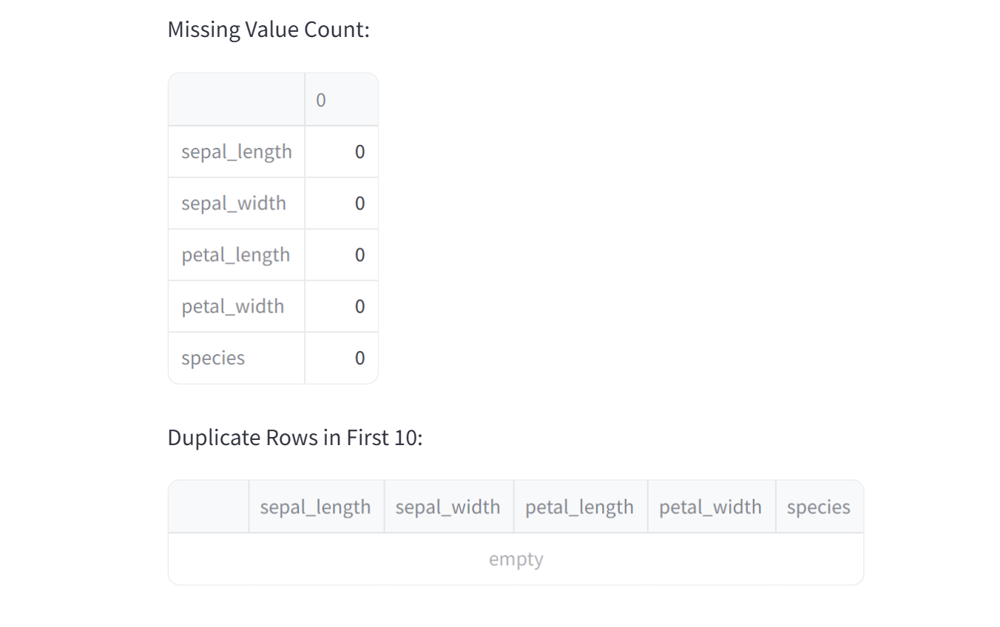 Missing Value Count:
0
sepal_length 0
sepal_width 0
petal_length 0
petal_width 0
species 0
Duplicate Rows in First 10:
sepal_length sepal_width petal_length petal_width species
empty